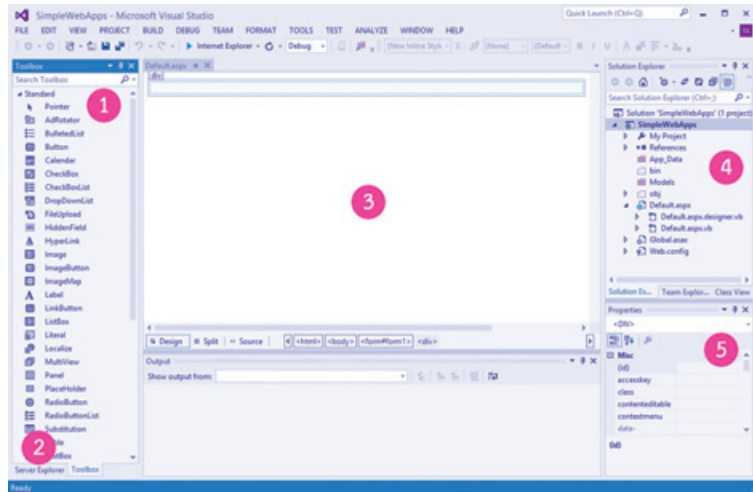 SimpleWebApps - Microsoft Visual Studio
Quick Launch (Ctrl+Q)
FILE EDIT VIEW PROJECT BUILD DEBUG TEAM FORMAT TOOLS TEST ANALYZE WINDOW HELP
Internet Explorer Debug (New Inline Style (None) (Default B I U A
Toolbox
Search Toolbox
Standard
1
Pointer
AdRotator
BulletedList
Button
Calendar
CheckBox
CheckBoxList
DropDownList
FileUpload
HiddenField
HyperLink
Image
ImageButton
ImageMap
Label
LinkButton
ListBox
Literal
Localize
MultiView
Panel
PlaceHolder
RadioButton
RadioButtonList
Substitution
2
Server Explorer Toolbox
Default.aspx
div
3
Design Split Source <html> <body> <form#form1> <div>
Output
Show output from:
Solution Explorer
Search Solution Explorer (Ctrl+;)
Solution 'SimpleWebApps' (1 project)
SimpleWebApps
My Project
References
App_Data
bin
Models
obj
4
Default.aspx
Default.aspx.designer.vb
Default.aspx.vb
Global.asax
Web.config
Solution Ex... Team Explor... Class View
Properties
<DIV>
5
Misc
(id)
accesskey
class
contenteditable
contextmenu
data-
(id)
Ready